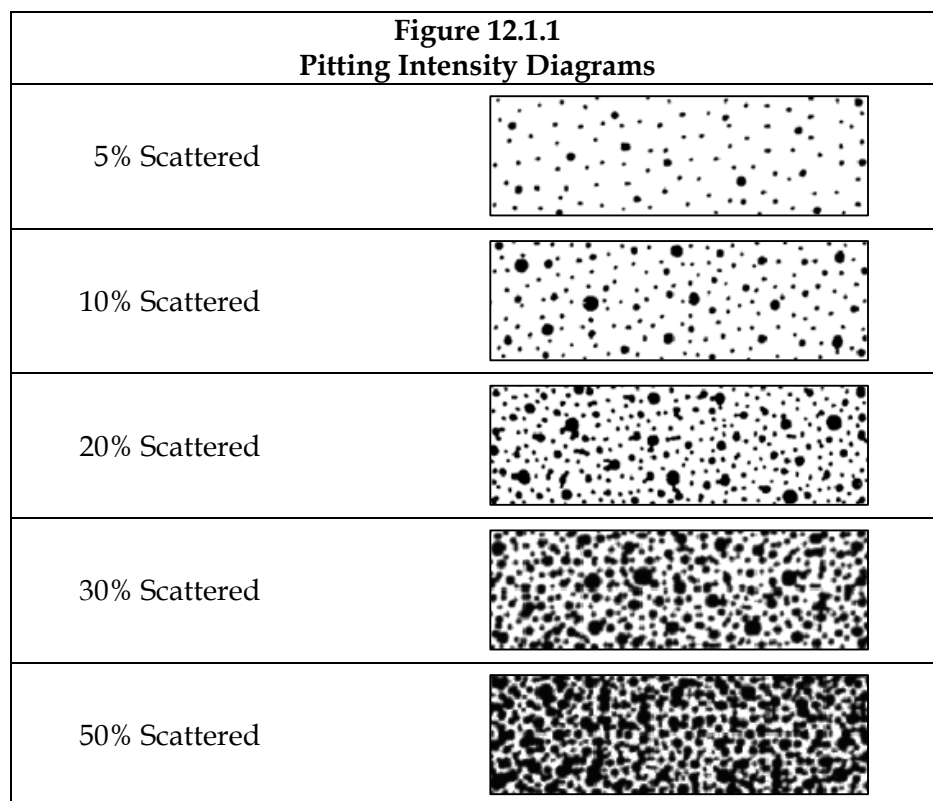 Figure 12.1.1
Pitting Intensity Diagrams
5% Scattered
10% Scattered
20% Scattered
30% Scattered
50% Scattered